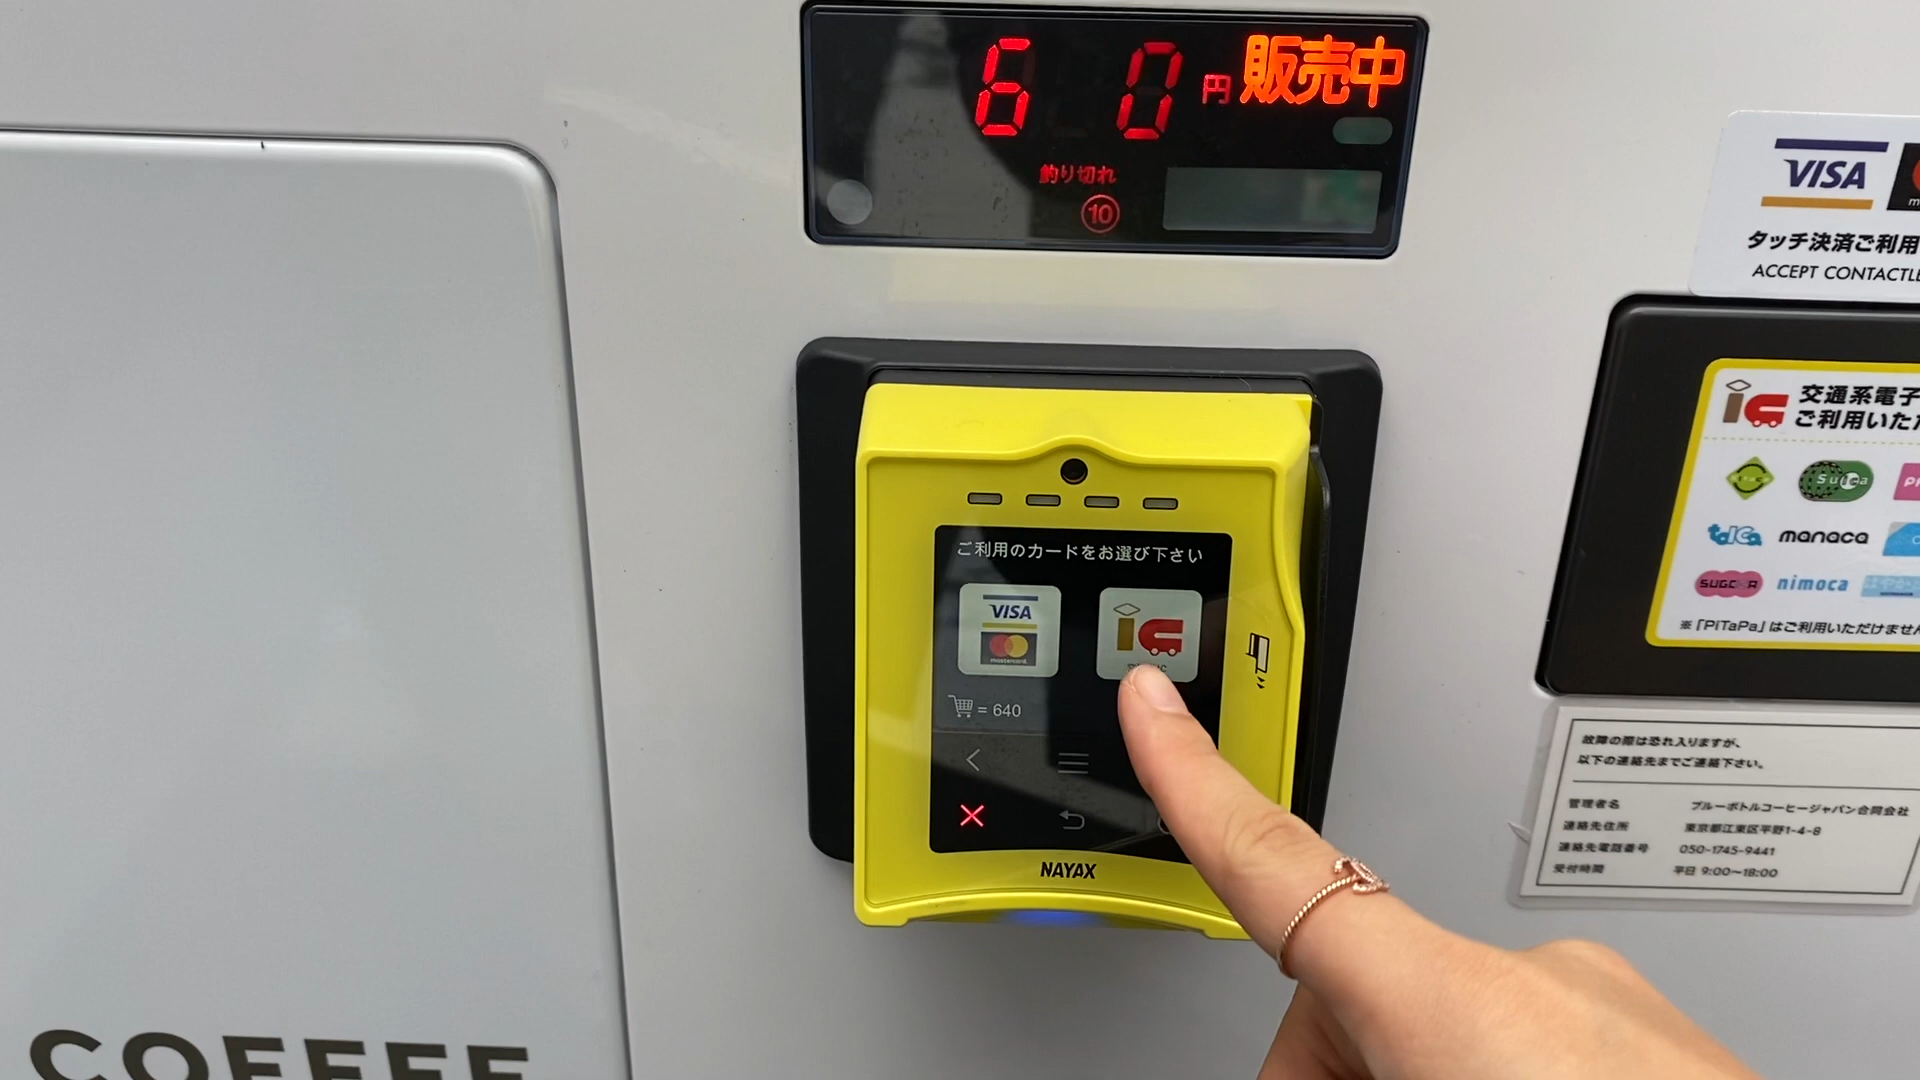 6 0 円 販売中
釣り切れ
10
VISA
タッチ決済ご利用
ACCEPT CONTACTLE
交通系電子
ご利用いた
Suica
TOICA
manaca
SUGOCA
nimoca
※「PiTaPa」はご利用いただけません
ご利用のカードをお選び下さい
VISA
mastercard
= 640
NAYAX
故障の際は恐れ入りますが、
以下の連絡先までご連絡下さい。
管理者名 ブルーボトルコーヒージャパン合同会社
連絡先住所 東京都江東区平野1-4-8
連絡先電話番号 050-1745-9441
受付時間 平日 9:00～18:00
COFFEE